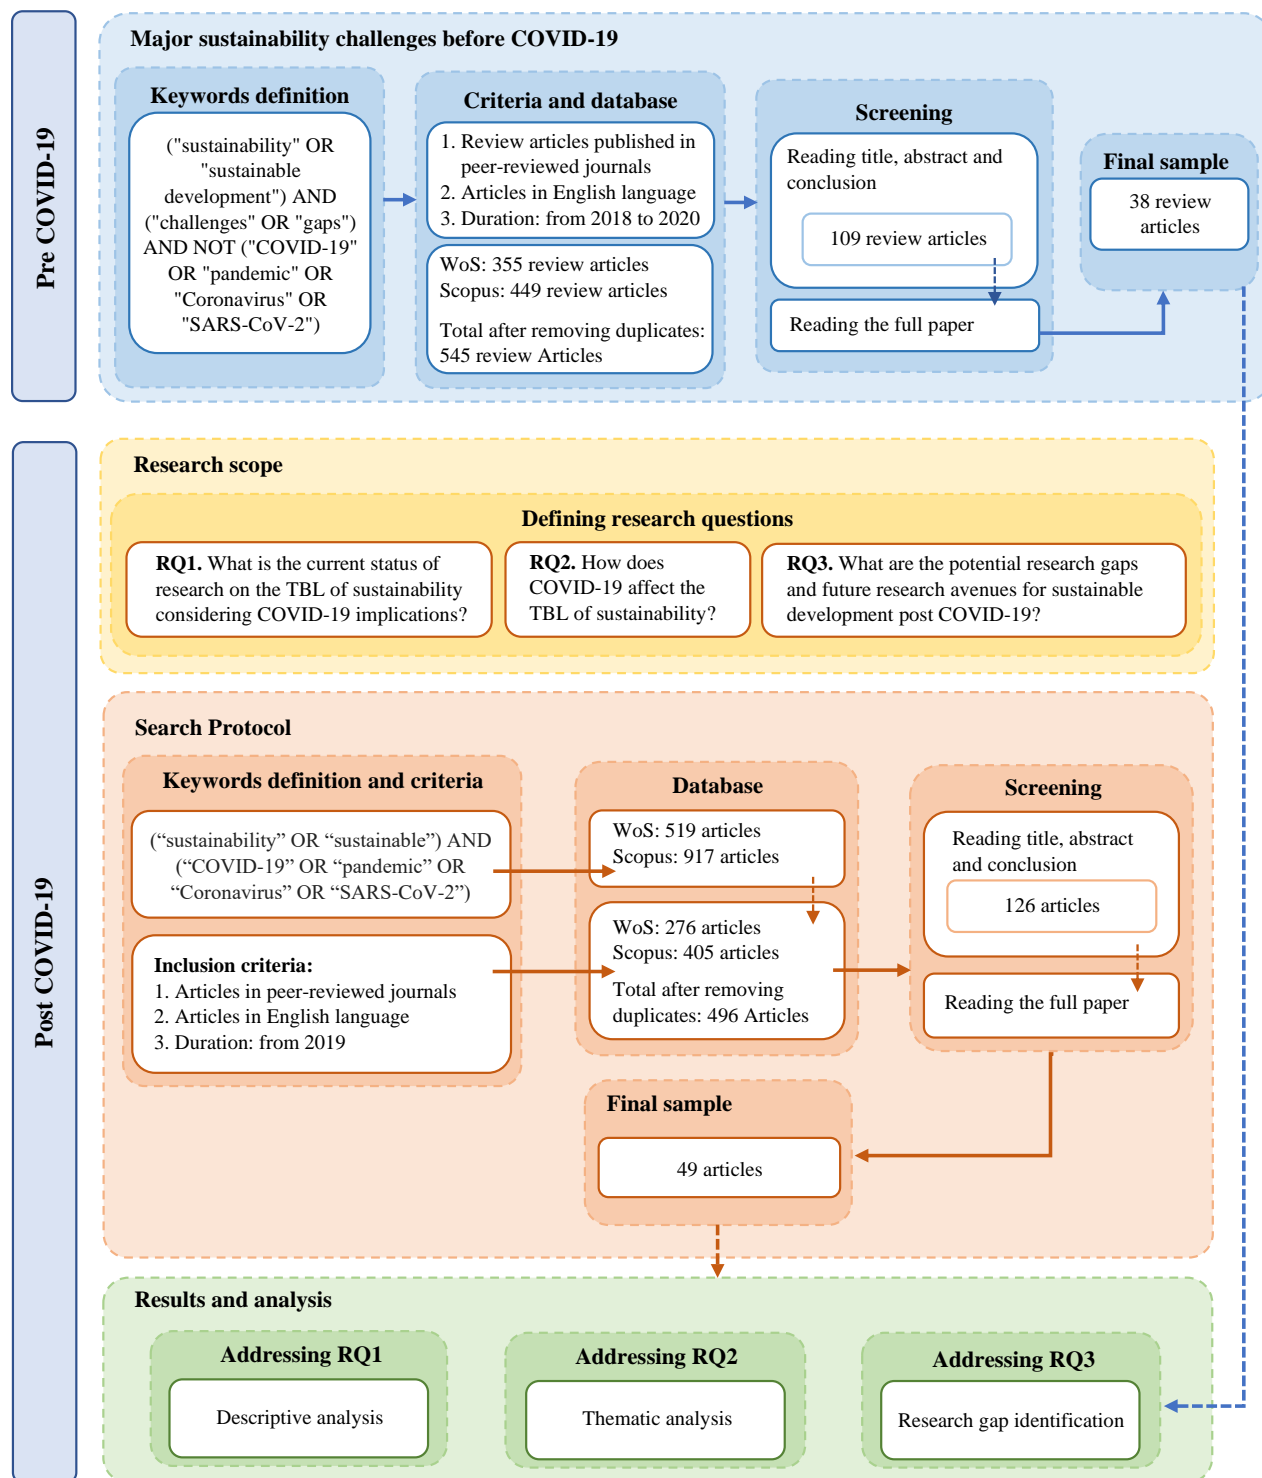 Pre COVID-19
Major sustainability challenges before COVID-19
Keywords definition
("sustainability" OR
"sustainable
development") AND
("challenges" OR "gaps")
AND NOT ("COVID-19"
OR "pandemic" OR
"Coronavirus" OR
"SARS-CoV-2")
Criteria and database
1. Review articles published in
peer-reviewed journals
2. Articles in English language
3. Duration: from 2018 to 2020
WoS: 355 review articles
Scopus: 449 review articles
Total after removing duplicates:
545 review Articles
Screening
Reading title, abstract and
conclusion
109 review articles
Reading the full paper
Final sample
38 review
articles
Post COVID-19
Research scope
Defining research questions
RQ1. What is the current status of
research on the TBL of sustainability
considering COVID-19 implications?
RQ2. How does
COVID-19 affect the
TBL of sustainability?
RQ3. What are the potential research gaps
and future research avenues for sustainable
development post COVID-19?
Search Protocol
Keywords definition and criteria
(“sustainability” OR “sustainable”) AND
(“COVID-19” OR “pandemic” OR
“Coronavirus” OR “SARS-CoV-2”)
Inclusion criteria:
1. Articles in peer-reviewed journals
2. Articles in English language
3. Duration: from 2019
Database
WoS: 519 articles
Scopus: 917 articles
WoS: 276 articles
Scopus: 405 articles
Total after removing
duplicates: 496 Articles
Screening
Reading title, abstract
and conclusion
126 articles
Reading the full paper
Final sample
49 articles
Results and analysis
Addressing RQ1
Descriptive analysis
Addressing RQ2
Thematic analysis
Addressing RQ3
Research gap identification